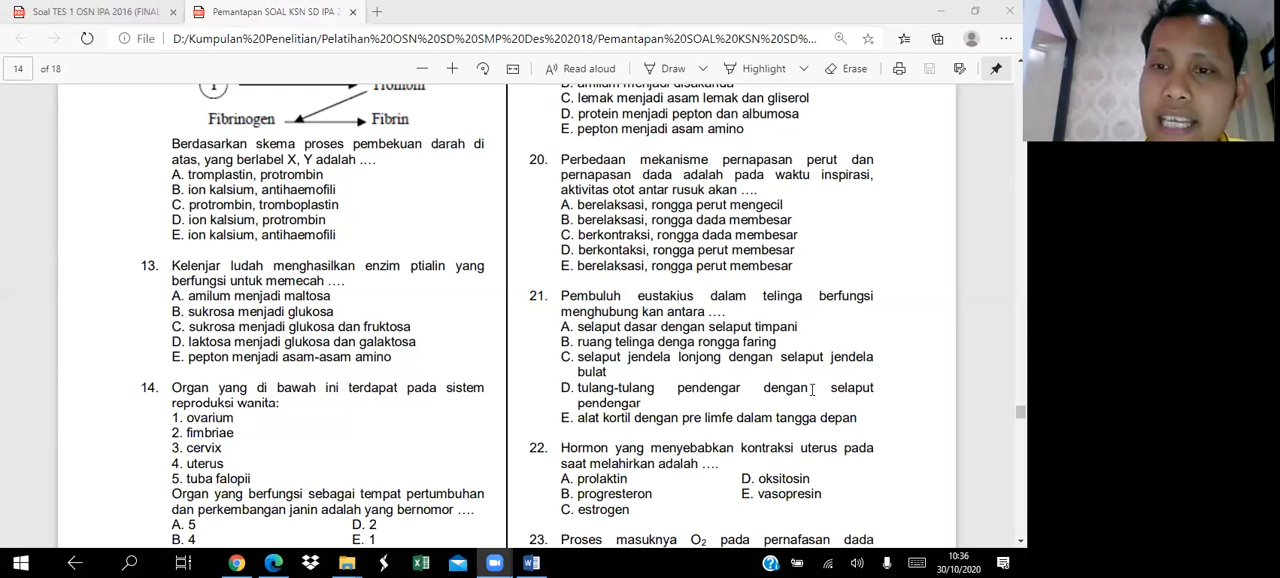 Soal TES 1 OSN IPA 2016 (FINAL
Pemantapan SOAL KSN SD IPA 2
File
D:/Kumpulan%20Penelitian/Pelatihan%20OSN%20SD%20SMP%20Des%202018/Pemantapan%20SOAL%20KSN%20SD%...
14 of 18
Read aloud
Draw
Highlight
Erase
Fibrinogen
Fibrin
Berdasarkan skema proses pembekuan darah di
atas, yang berlabel X, Y adalah ....
A. tromplastin, protrombin
B. ion kalsium, antihaemofili
C. protrombin, tromboplastin
D. ion kalsium, protrombin
E. ion kalsium, antihaemofili
13. Kelenjar ludah menghasilkan enzim ptialin yang
berfungsi untuk memecah ....
A. amilum menjadi maltosa
B. sukrosa menjadi glukosa
C. sukrosa menjadi glukosa dan fruktosa
D. laktosa menjadi glukosa dan galaktosa
E. pepton menjadi asam-asam amino
14. Organ yang di bawah ini terdapat pada sistem
reproduksi wanita:
1. ovarium
2. fimbriae
3. cervix
4. uterus
5. tuba falopii
Organ yang berfungsi sebagai tempat pertumbuhan
dan perkembangan janin adalah yang bernomor ....
A. 5 D. 2
B. 4 E. 1
C. lemak menjadi asam lemak dan gliserol
D. protein menjadi pepton dan albumosa
E. pepton menjadi asam amino
20. Perbedaan mekanisme pernapasan perut dan
pernapasan dada adalah pada waktu inspirasi,
aktivitas otot antar rusuk akan ....
A. berelaksasi, rongga perut mengecil
B. berelaksasi, rongga dada membesar
C. berkontraksi, rongga dada membesar
D. berkontaksi, rongga perut membesar
E. berelaksasi, rongga perut membesar
21. Pembuluh eustakius dalam telinga berfungsi
menghubung kan antara ....
A. selaput dasar dengan selaput timpani
B. ruang telinga denga rongga faring
C. selaput jendela lonjong dengan selaput jendela
bulat
D. tulang-tulang pendengar dengan selaput
pendengar
E. alat kortil dengan pre limfe dalam tangga depan
22. Hormon yang menyebabkan kontraksi uterus pada
saat melahirkan adalah ....
A. prolaktin D. oksitosin
B. progresteron E. vasopresin
C. estrogen
23. Proses masuknya O₂ pada pernafasan dada
10:36
30/10/2020